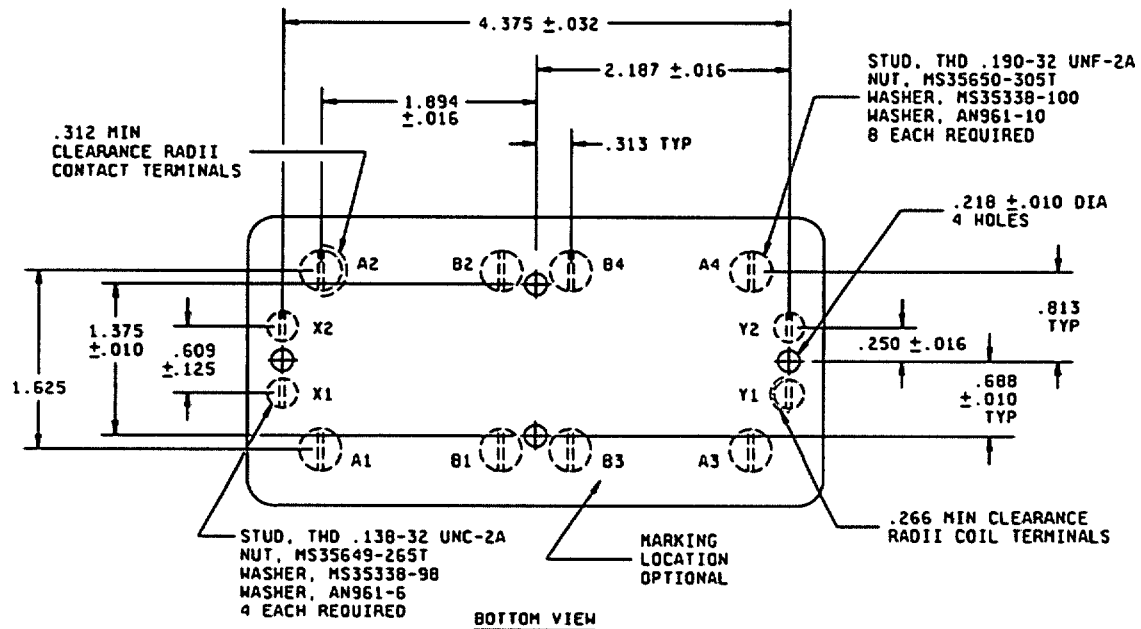 4.375 ±.032
2.187 ±.016
1.894
±.016
.313 TYP
STUD, THD .190-32 UNF-2A
NUT, MS35650-305T
WASHER, MS35338-100
WASHER, AN961-10
8 EACH REQUIRED
.312 MIN
CLEARANCE RADII
CONTACT TERMINALS
.218 ±.010 DIA
4 HOLES
A2
B2
B4
A4
X2
Y2
.813
TYP
1.375
±.010
.609
±.125
.250 ±.016
1.625
.688
±.010
TYP
X1
Y1
A1
B1
B3
A3
STUD, THD .138-32 UNC-2A
NUT, MS35649-265T
WASHER, MS35338-98
WASHER, AN961-6
4 EACH REQUIRED
MARKING
LOCATION
OPTIONAL
.266 MIN CLEARANCE
RADII COIL TERMINALS
BOTTOM VIEW